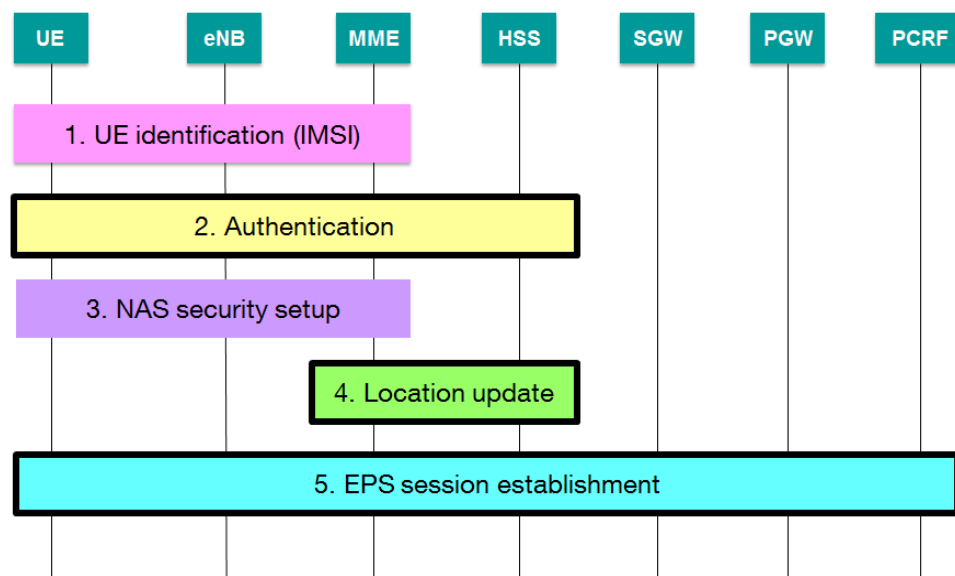 UE eNB MME HSS SGW PGW PCRF
1. UE identification (IMSI)
2. Authentication
3. NAS security setup
4. Location update
5. EPS session establishment